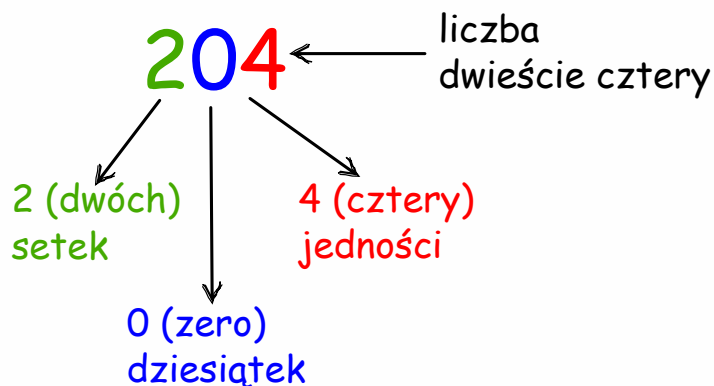 204
liczba
dwieście cztery
2 (dwóch)
setek
4 (cztery)
jedności
0 (zero)
dziesiątek